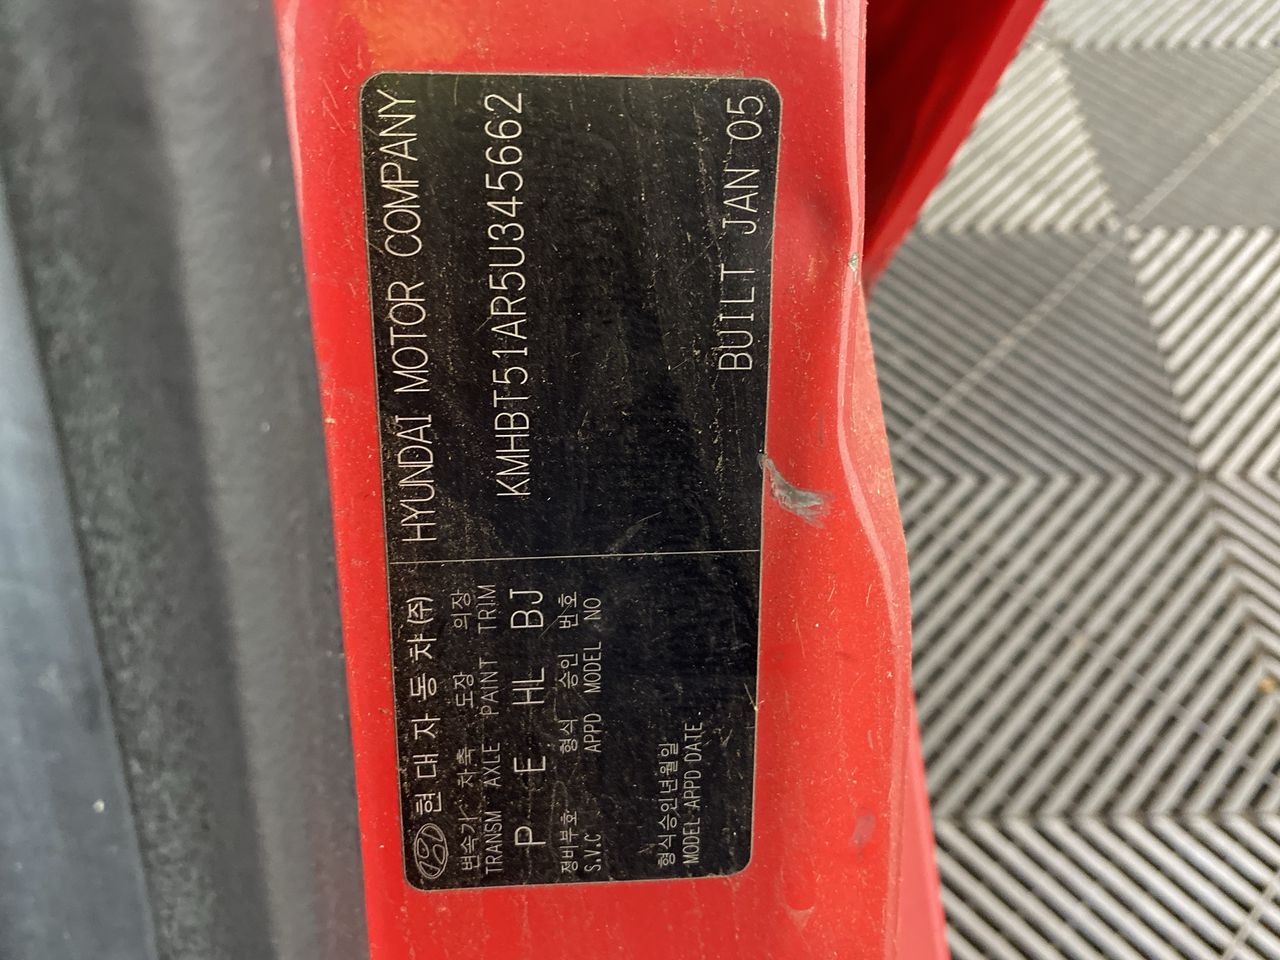 현대자동차(주)
HYUNDAI MOTOR COMPANY
변속기 차축 도장 의장
TRANSM AXLE PAINT TRIM
P E HL BJ
KMHBT51AR5U345662
정비부호 형식 승인 번호
S.V.C APPD MODEL NO
형식승인년월일
MODEL APPD DATE
BUILT JAN 05